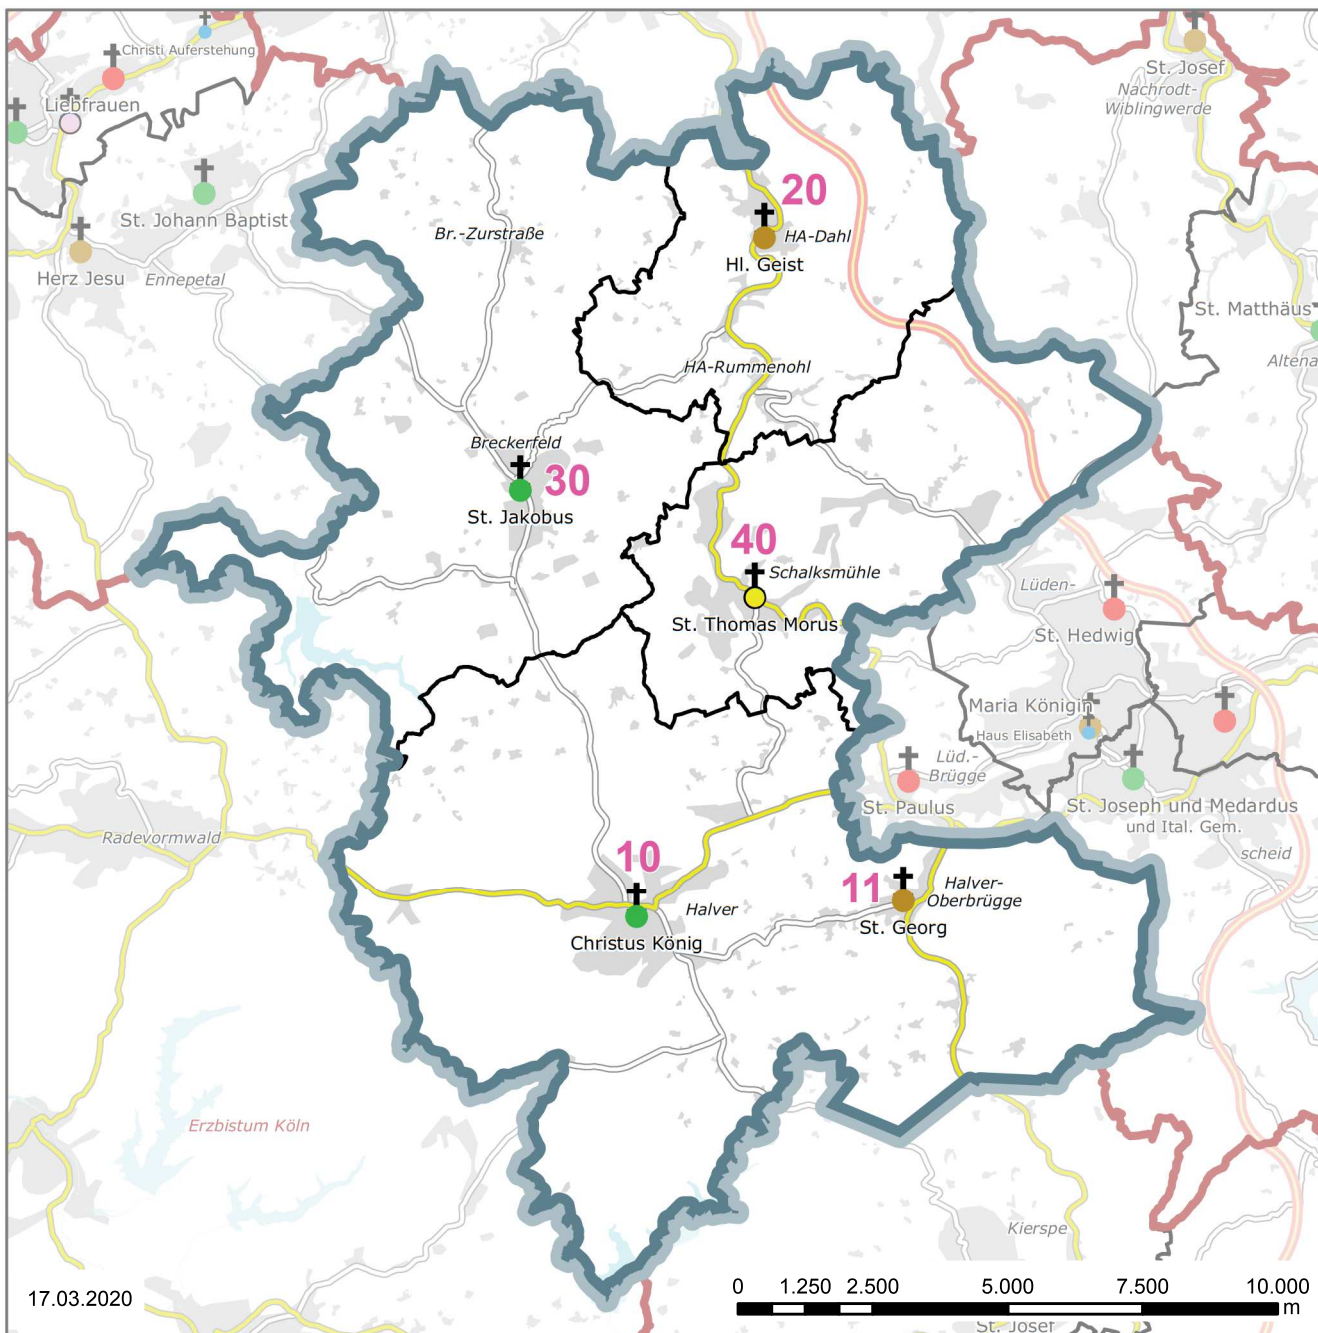 Christi Auferstehung
Liebfrauen
St. Johann Baptist
Herz Jesu
Ennepetal
Br.-Zurstraße
20
HA-Dahl
Hl. Geist
St. Josef
Nachrodt-
Wiblingwerde
St. Matthäus
Altena
HA-Rummenohl
Breckerfeld
30
St. Jakobus
40
Schalksmühle
St. Thomas Morus
Lüden-
St. Hedwig
Maria Königin
Haus Elisabeth
Lüd.-
Brügge
St. Paulus
St. Joseph und Medardus
und Ital. Gem.
scheid
Radevormwald
10
Halver
Christus König
11
Halver-
Oberbrügge
St. Georg
Erzbistum Köln
Kierspe
17.03.2020
0 1.250 2.500 5.000 7.500 10.000
m
St. Josef